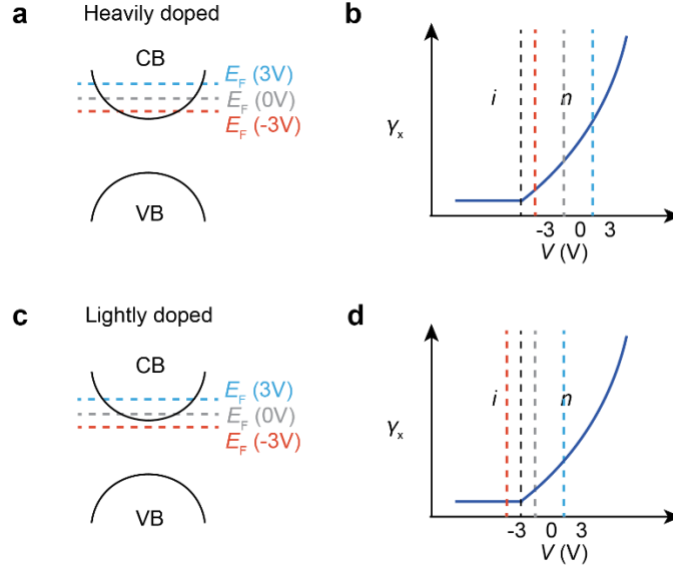 a
Heavily doped
CB
E_F (3V)
E_F (0V)
E_F (-3V)
VB
b
i
n
γ_x
-3 0 3
V (V)
c
Lightly doped
CB
E_F (3V)
E_F (0V)
E_F (-3V)
VB
d
i
n
γ_x
-3 0 3
V (V)